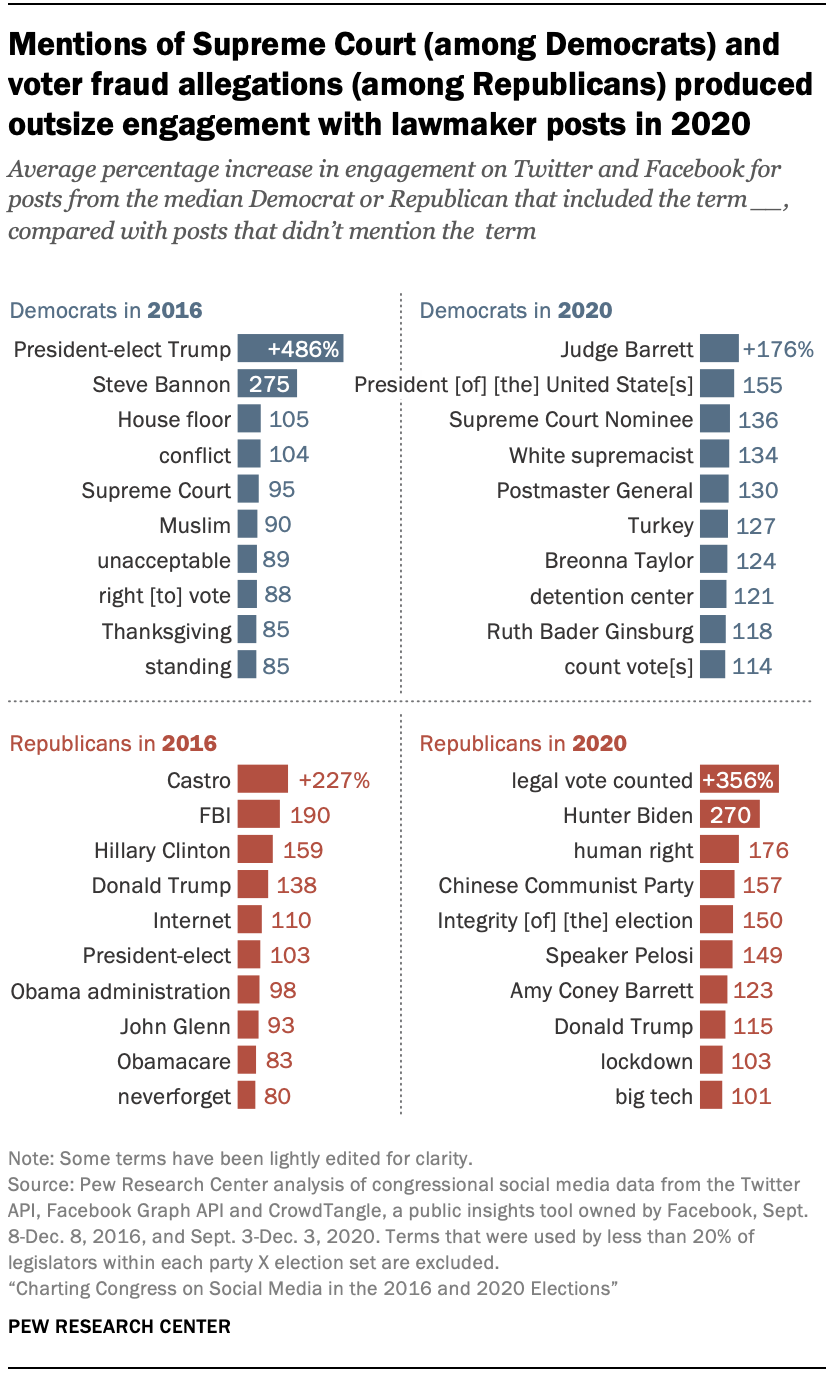 Mentions of Supreme Court (among Democrats) and
voter fraud allegations (among Republicans) produced
outsize engagement with lawmaker posts in 2020
Average percentage increase in engagement on Twitter and Facebook for
posts from the median Democrat or Republican that included the term __,
compared with posts that didn't mention the term
Democrats in 2016
President-elect Trump +486%
Steve Bannon 275
House floor 105
conflict 104
Supreme Court 95
Muslim 90
unacceptable 89
right [to] vote 88
Thanksgiving 85
standing 85
Democrats in 2020
Judge Barrett +176%
President [of] [the] United State[s] 155
Supreme Court Nominee 136
White supremacist 134
Postmaster General 130
Turkey 127
Breonna Taylor 124
detention center 121
Ruth Bader Ginsburg 118
count vote[s] 114
Republicans in 2016
Castro +227%
FBI 190
Hillary Clinton 159
Donald Trump 138
Internet 110
President-elect 103
Obama administration 98
John Glenn 93
Obamacare 83
neverforget 80
Republicans in 2020
legal vote counted +356%
Hunter Biden 270
human right 176
Chinese Communist Party 157
Integrity [of] [the] election 150
Speaker Pelosi 149
Amy Coney Barrett 123
Donald Trump 115
lockdown 103
big tech 101
Note: Some terms have been lightly edited for clarity.
Source: Pew Research Center analysis of congressional social media data from the Twitter
API, Facebook Graph API and CrowdTangle, a public insights tool owned by Facebook, Sept.
8-Dec. 8, 2016, and Sept. 3-Dec. 3, 2020. Terms that were used by less than 20% of
legislators within each party X election set are excluded.
"Charting Congress on Social Media in the 2016 and 2020 Elections"
PEW RESEARCH CENTER